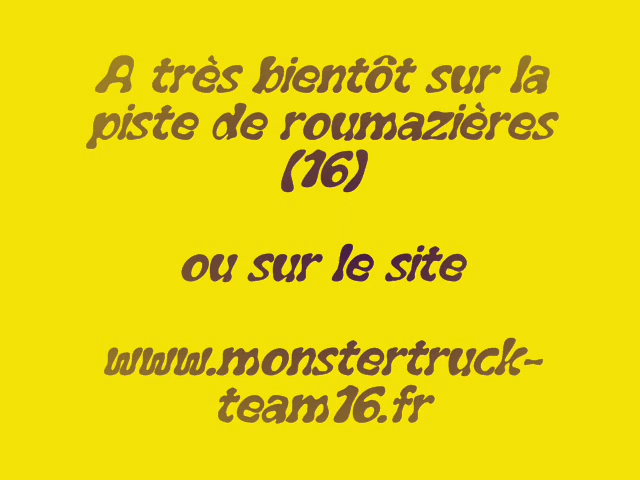 A très bientôt sur la
piste de roumazières
(16)
ou sur le site
www.monstertruck-
team16.fr